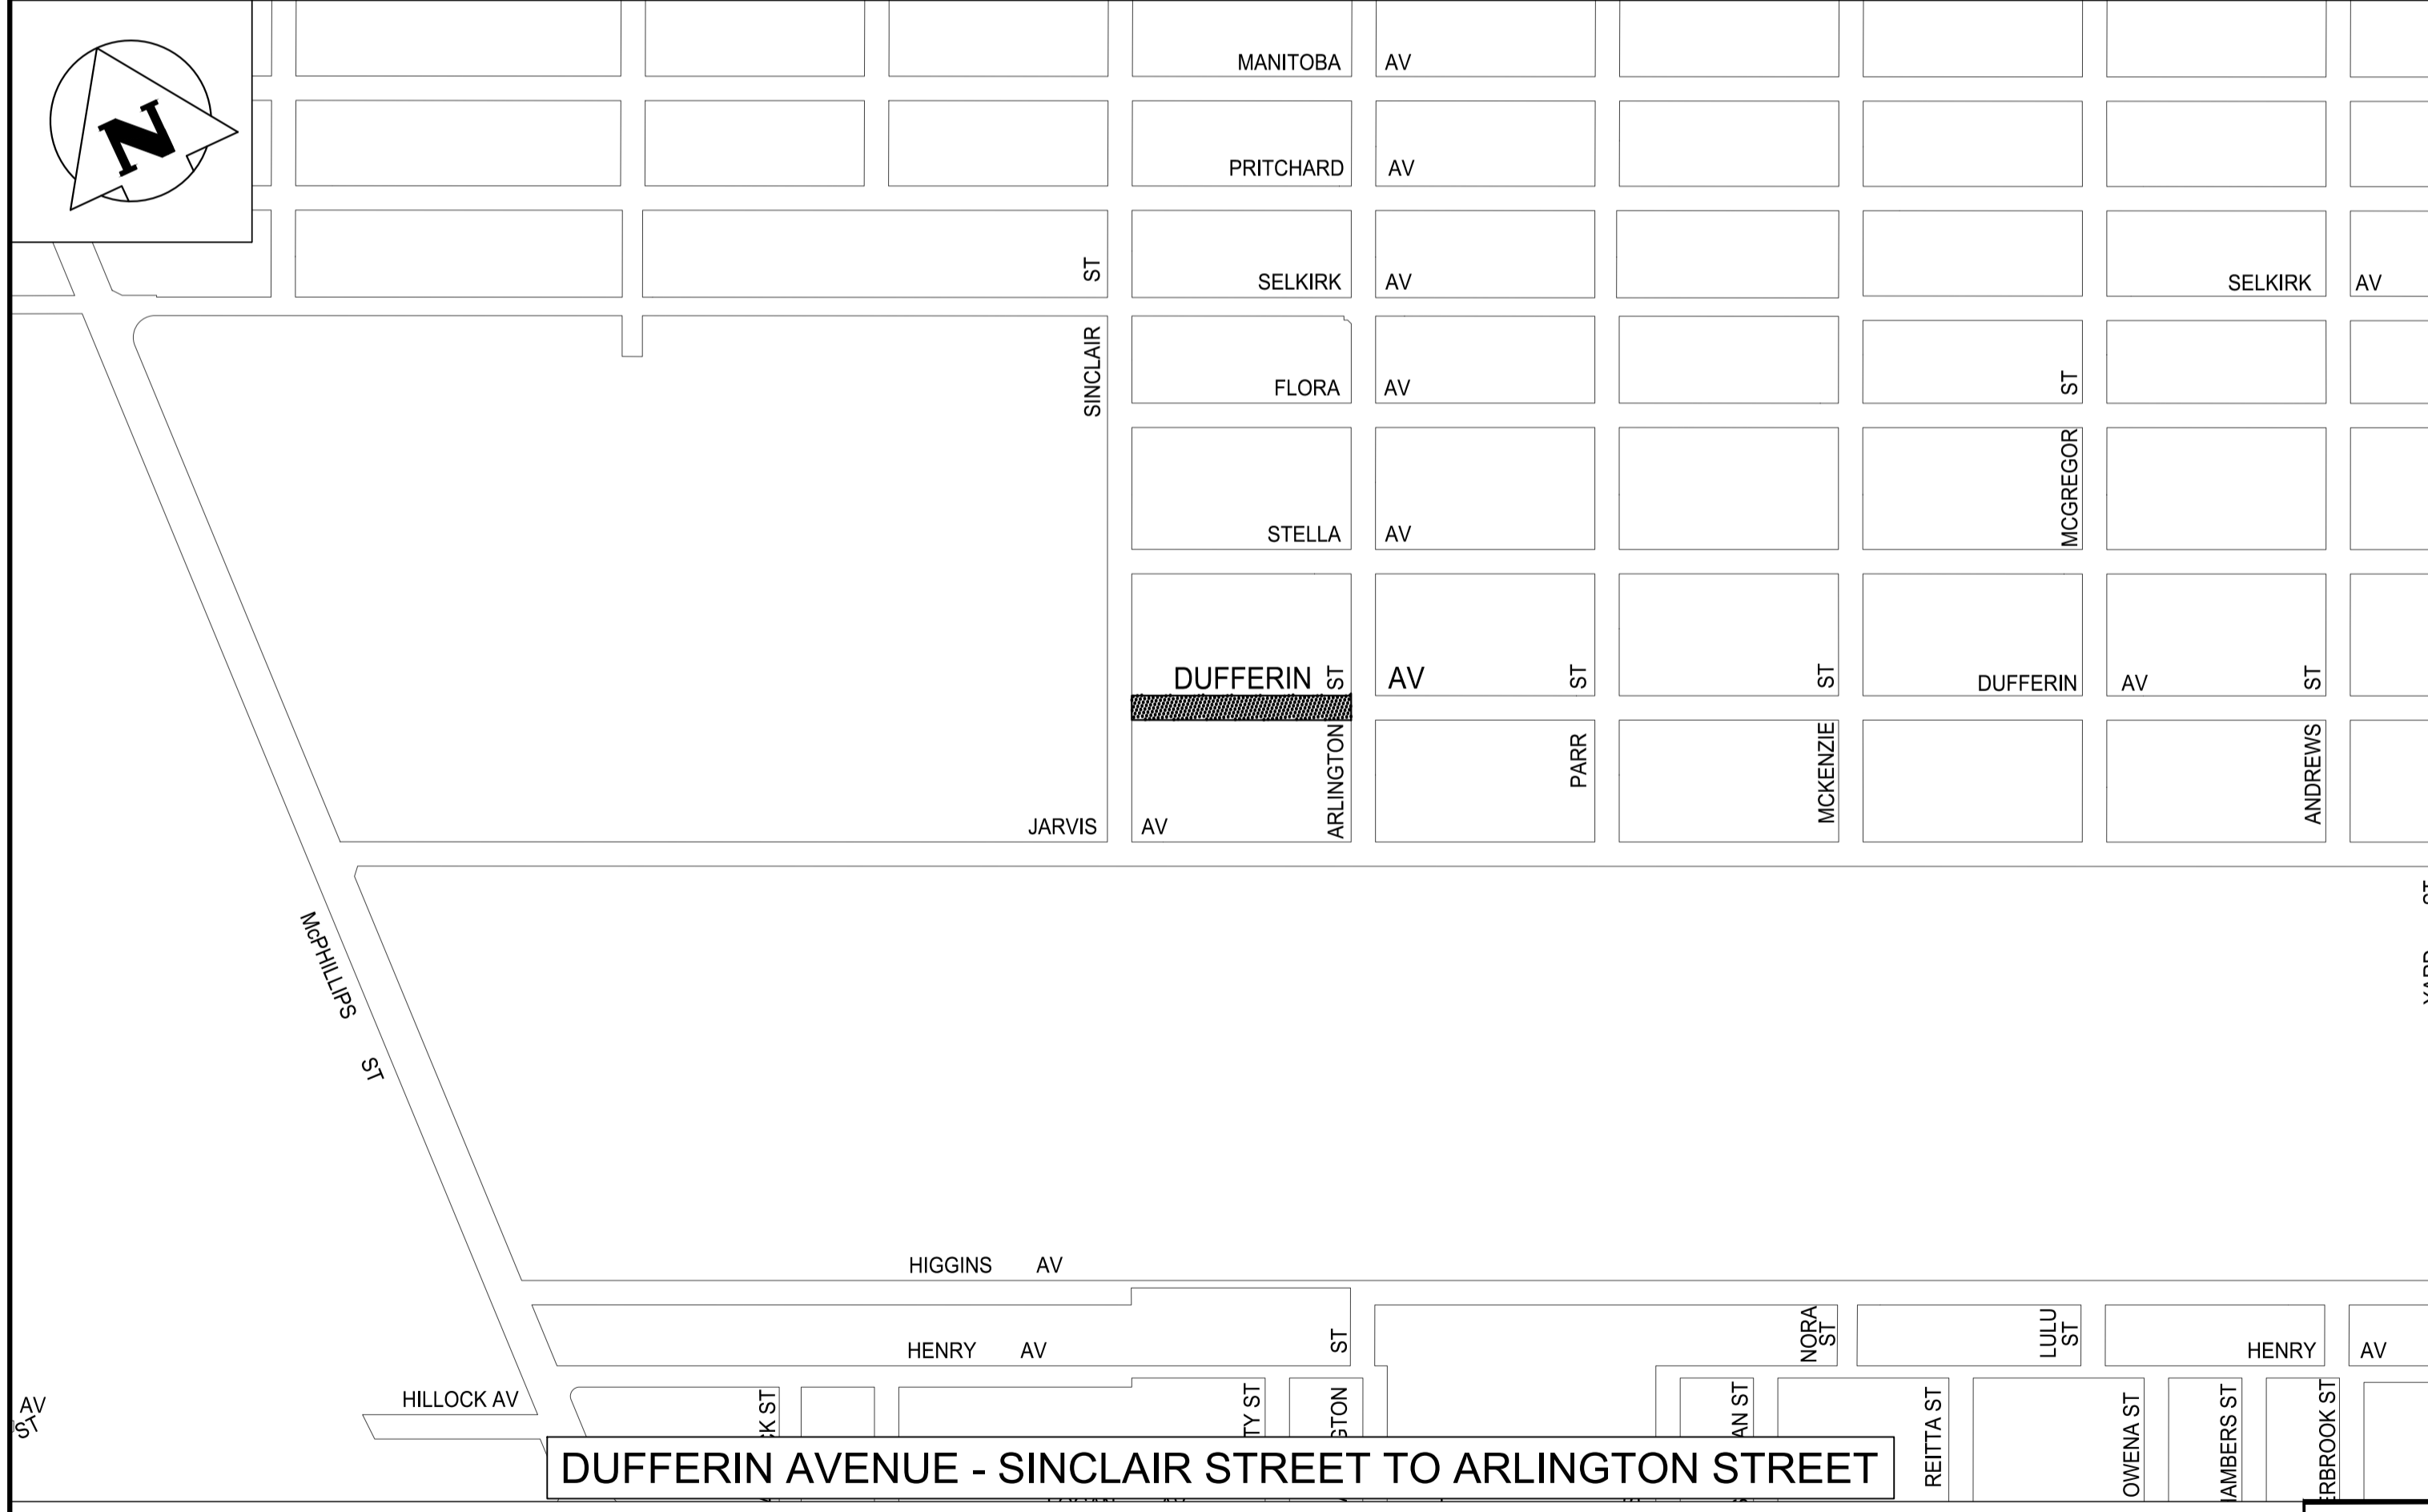 N
MANITOBA AV
PRITCHARD AV
SELKIRK AV
SELKIRK AV
SINCLAIR ST
FLORA AV
MCGREGOR ST
STELLA AV
DUFFERIN AV
DUFFERIN AV
ARLINGTON ST
PARR ST
MCKENZIE ST
ANDREWS ST
JARVIS AV
McPHILLIPS ST
HIGGINS AV
HENRY AV
ST
NORA ST
LULU ST
HENRY AV
HILLOCK AV
AV
ST
REITTA ST
OWENA ST
DUFFERIN AVENUE - SINCLAIR STREET TO ARLINGTON STREET